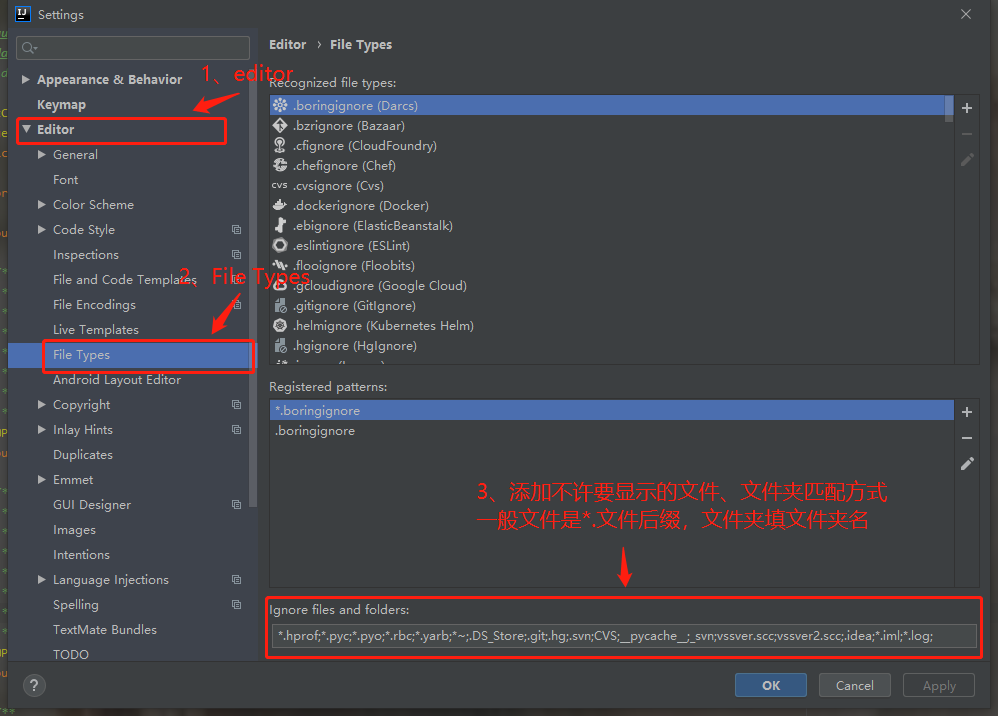 Settings
Editor › File Types
Appearance & Behavior
1、editor
Keymap
Editor
General
Font
Color Scheme
Code Style
Inspections
File and Code Templates
2、File Types
File Encodings
Live Templates
File Types
Android Layout Editor
Copyright
Inlay Hints
Duplicates
Emmet
GUI Designer
Images
Intentions
Language Injections
Spelling
TextMate Bundles
TODO
Recognized file types:
.boringignore (Darcs)
.bzrignore (Bazaar)
.cfignore (CloudFoundry)
.chefignore (Chef)
cvs .cvsignore (Cvs)
.dockerignore (Docker)
.ebignore (ElasticBeanstalk)
.eslintignore (ESLint)
.flooignore (Floobits)
.gcloudignore (Google Cloud)
.gitignore (GitIgnore)
.helmignore (Kubernetes Helm)
.hgignore (HgIgnore)
Registered patterns:
*.boringignore
.boringignore
3、添加不许要显示的文件、文件夹匹配方式
一般文件是*.文件后缀，文件夹填文件夹名
Ignore files and folders:
*.hprof;*.pyc;*.pyo;*.rbc;*.yarb;*~;.DS_Store;.git;.hg;.svn;CVS;__pycache__;_svn;vssver.scc;vssver2.scc;.idea;*.iml;*.log;
?
OK
Cancel
Apply